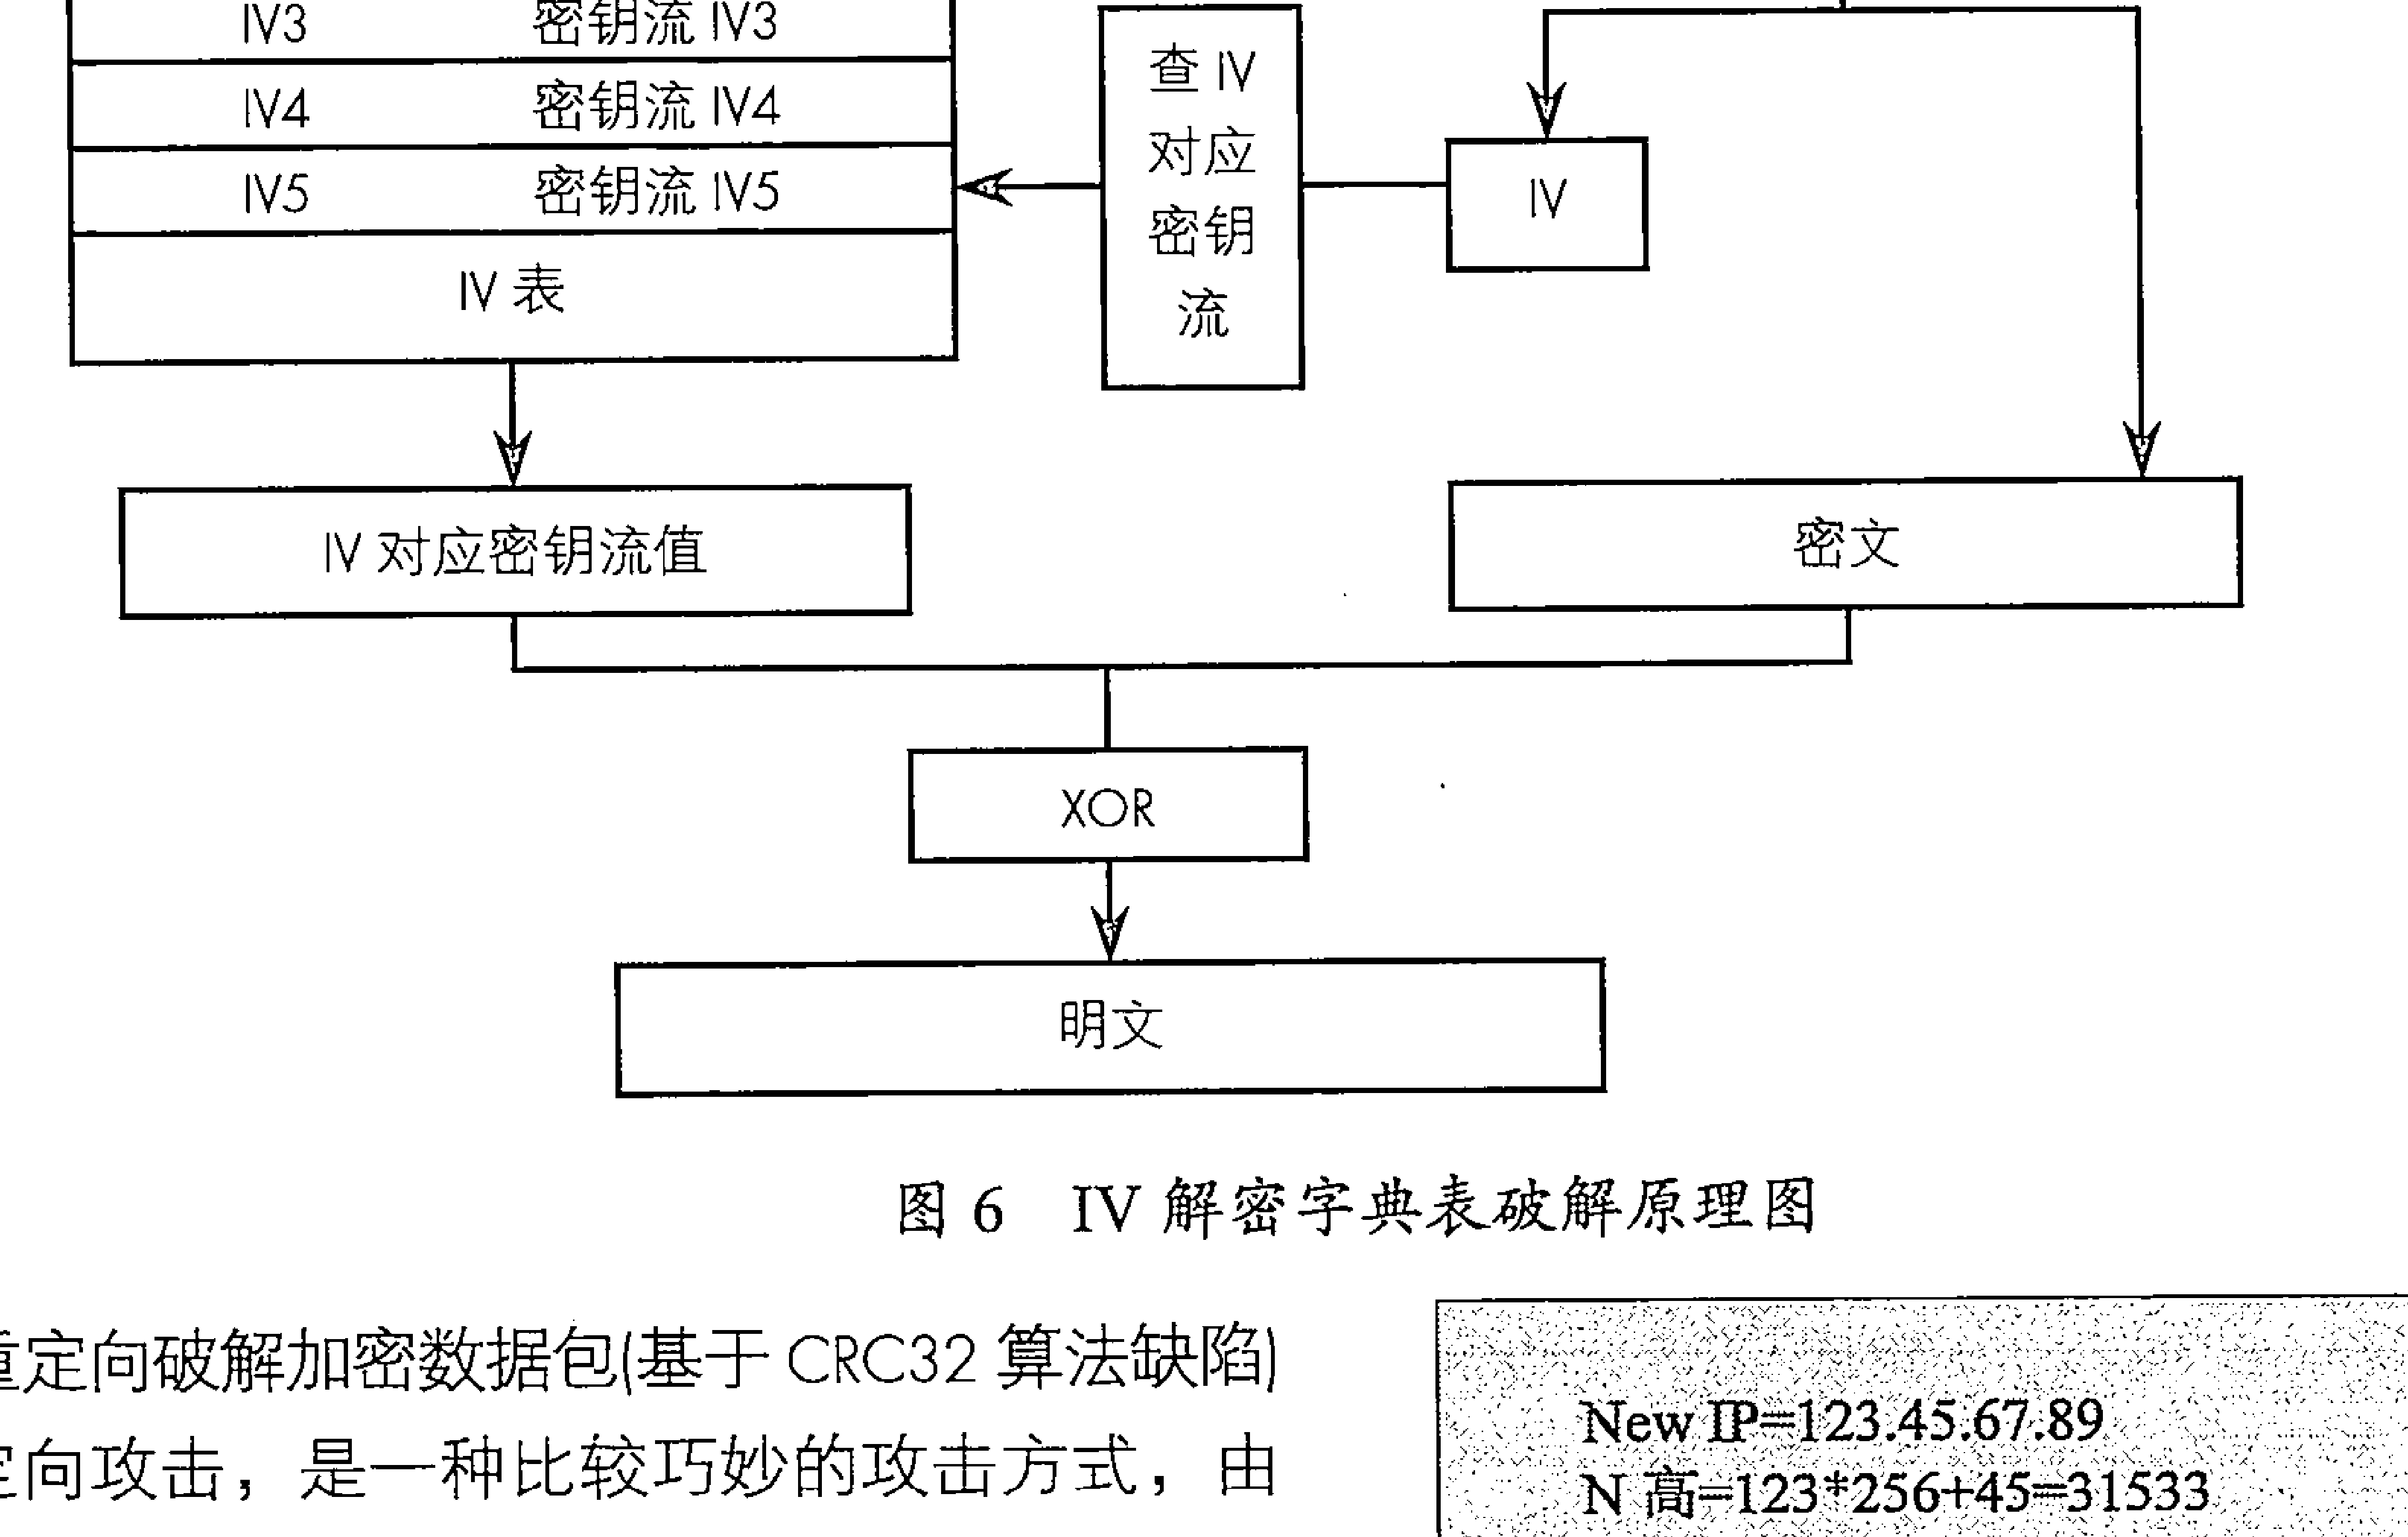 IV3 密钥流 IV3
IV4 密钥流 IV4
IV5 密钥流 IV5
IV 表
查 IV
对应
密钥
流
IV
IV 对应密钥流值
密文
XOR
明文
图 6 IV 解密字典表破解原理图
重定向破解加密数据包(基于 CRC32 算法缺陷)
定向攻击，是一种比较巧妙的攻击方式，由
New IP=123.45.67.89
N 高=123*256+45=31533